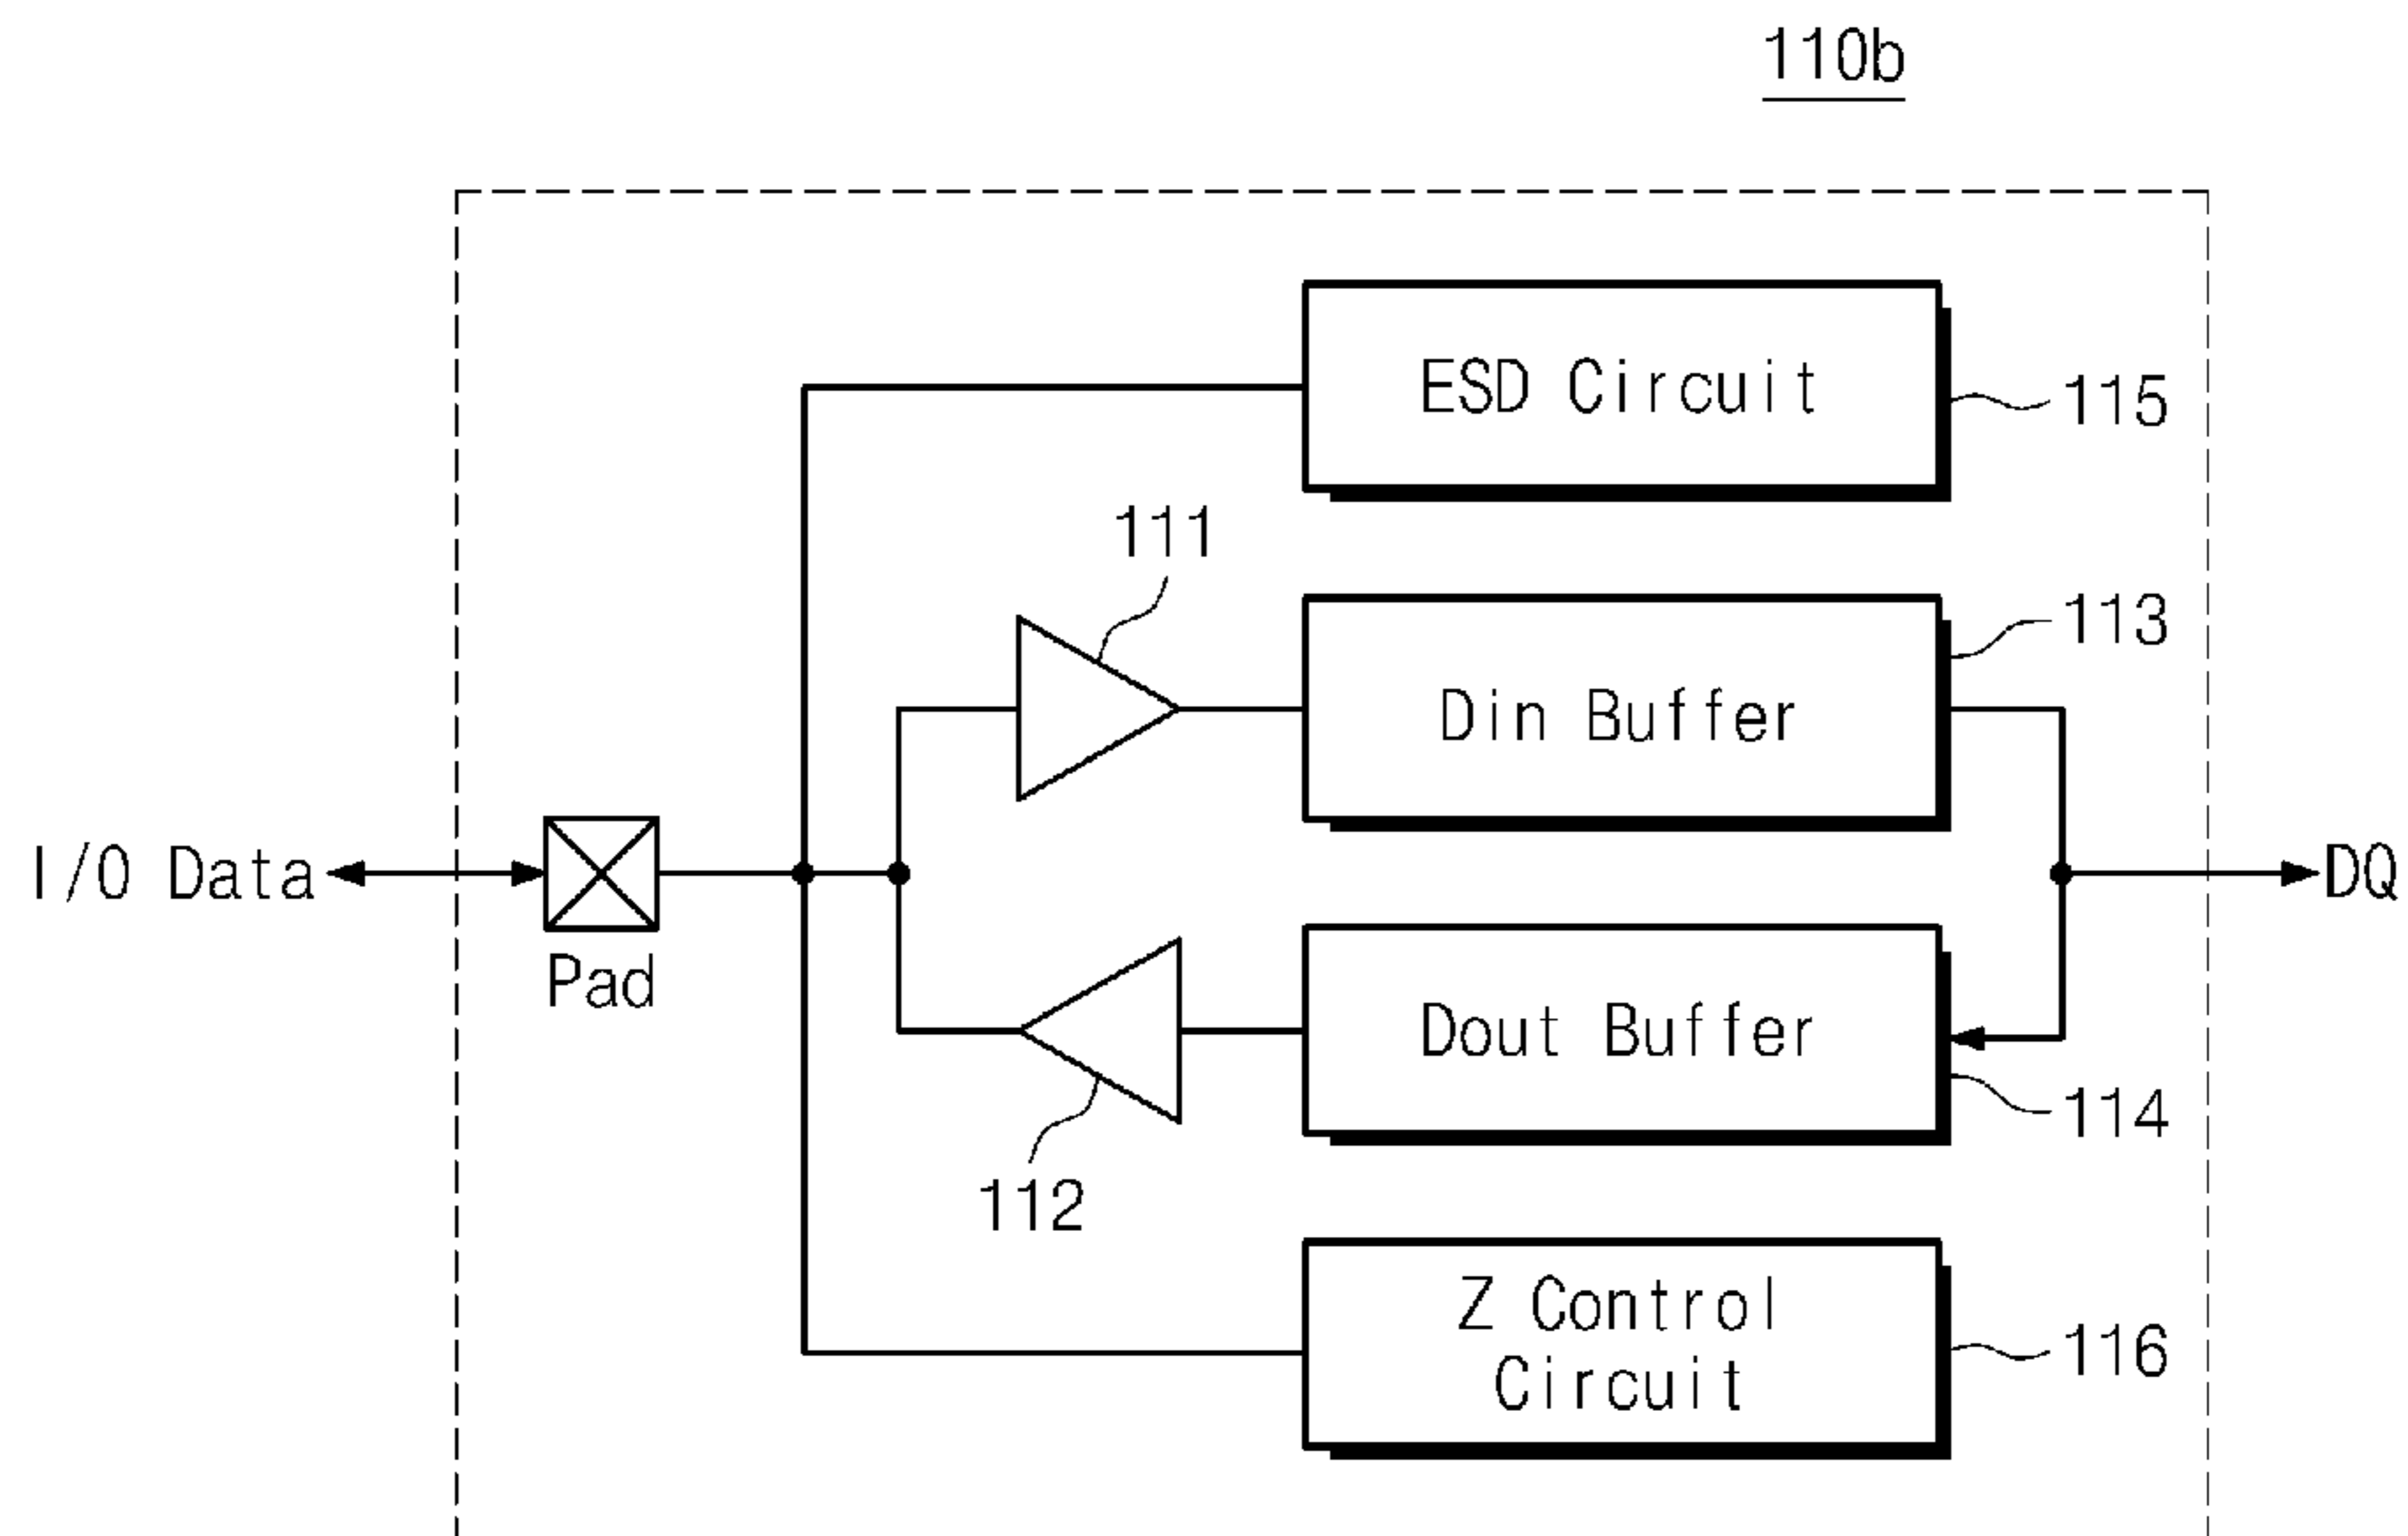 110b
ESD Circuit
115
111
113
Din Buffer
I/O Data
DQ
Pad
Dout Buffer
114
112
Z Control
Circuit
116